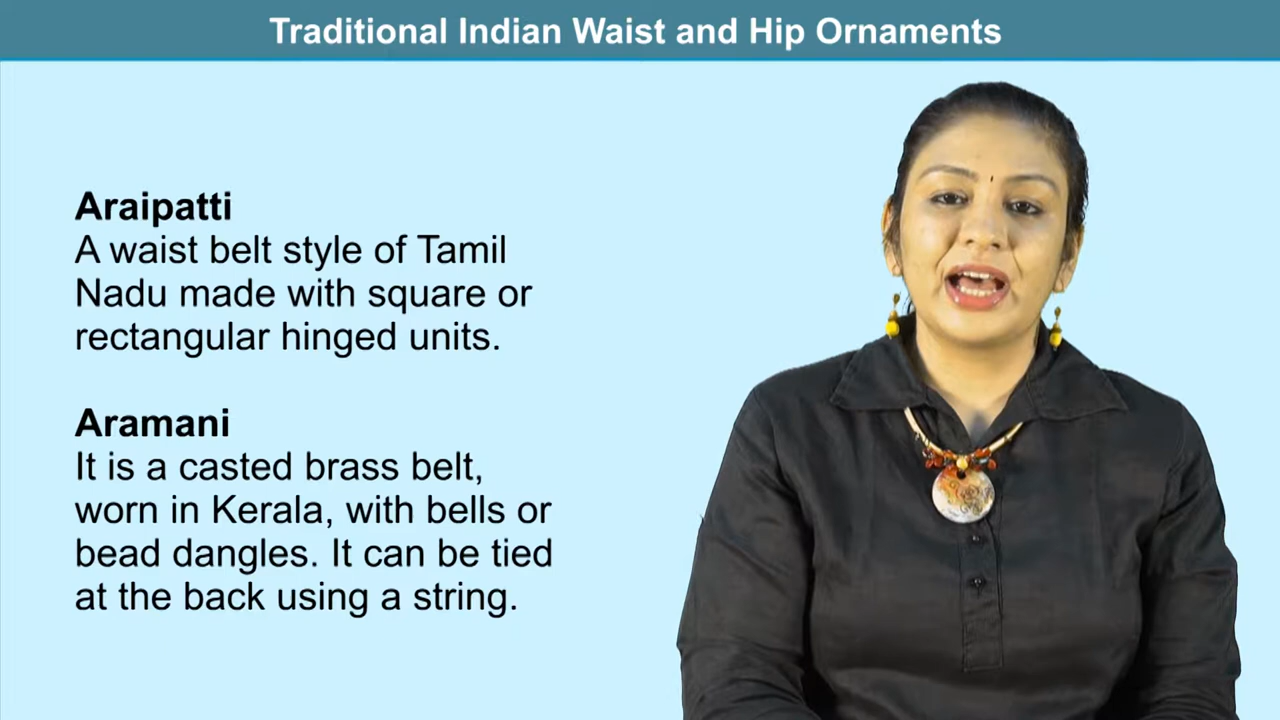 Traditional Indian Waist and Hip Ornaments
Araipatti
A waist belt style of Tamil
Nadu made with square or
rectangular hinged units.
Aramani
It is a casted brass belt,
worn in Kerala, with bells or
bead dangles. It can be tied
at the back using a string.